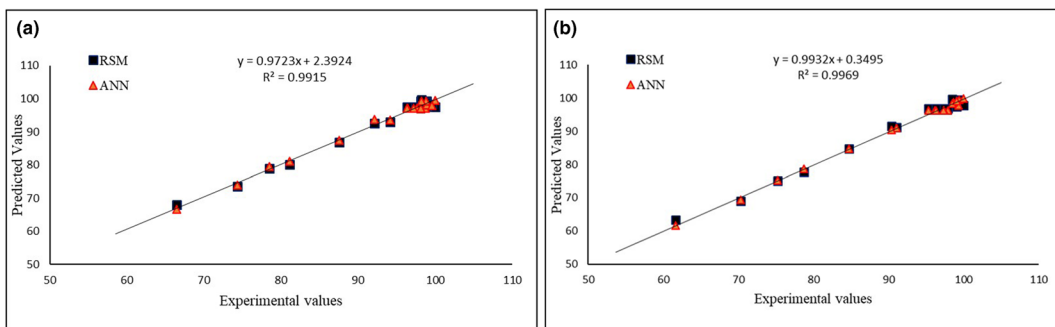 (a)
RSM
ANN
y = 0.9723x + 2.3924
R² = 0.9915
110
100
90
80
70
60
50
Predicted Values
50 60 70 80 90 100 110
Experimental values
(b)
RSM
ANN
y = 0.9932x + 0.3495
R² = 0.9969
110
100
90
80
70
60
50
Predicted Values
50 60 70 80 90 100 110
Experimental values